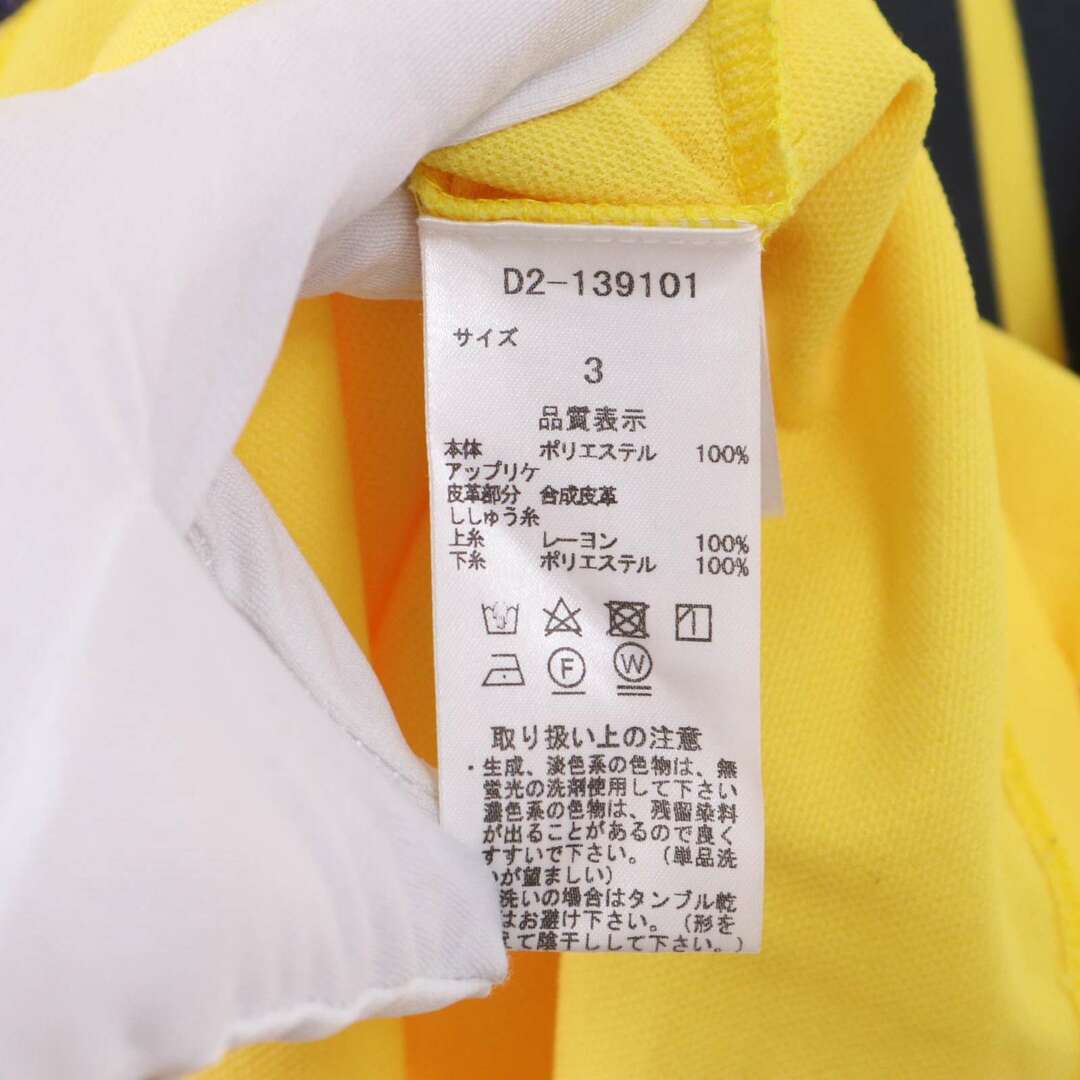 D2-139101
サイズ
3
品質表示
本体 ポリエステル 100%
アップリケ
皮革部分 合成皮革
ししゅう糸
上糸 レーヨン 100%
下糸 ポリエステル 100%
F W
取り扱い上の注意
・生成、淡色系の色物は、無
蛍光の洗剤使用して下さい
濃色系の色物は、残留染料
が出ることがあるので良く
すすいで下さい。(単品洗
いが望ましい)
洗いの場合はタンブル乾
はお避け下さい。(形を
えて陰干しして下さい。)